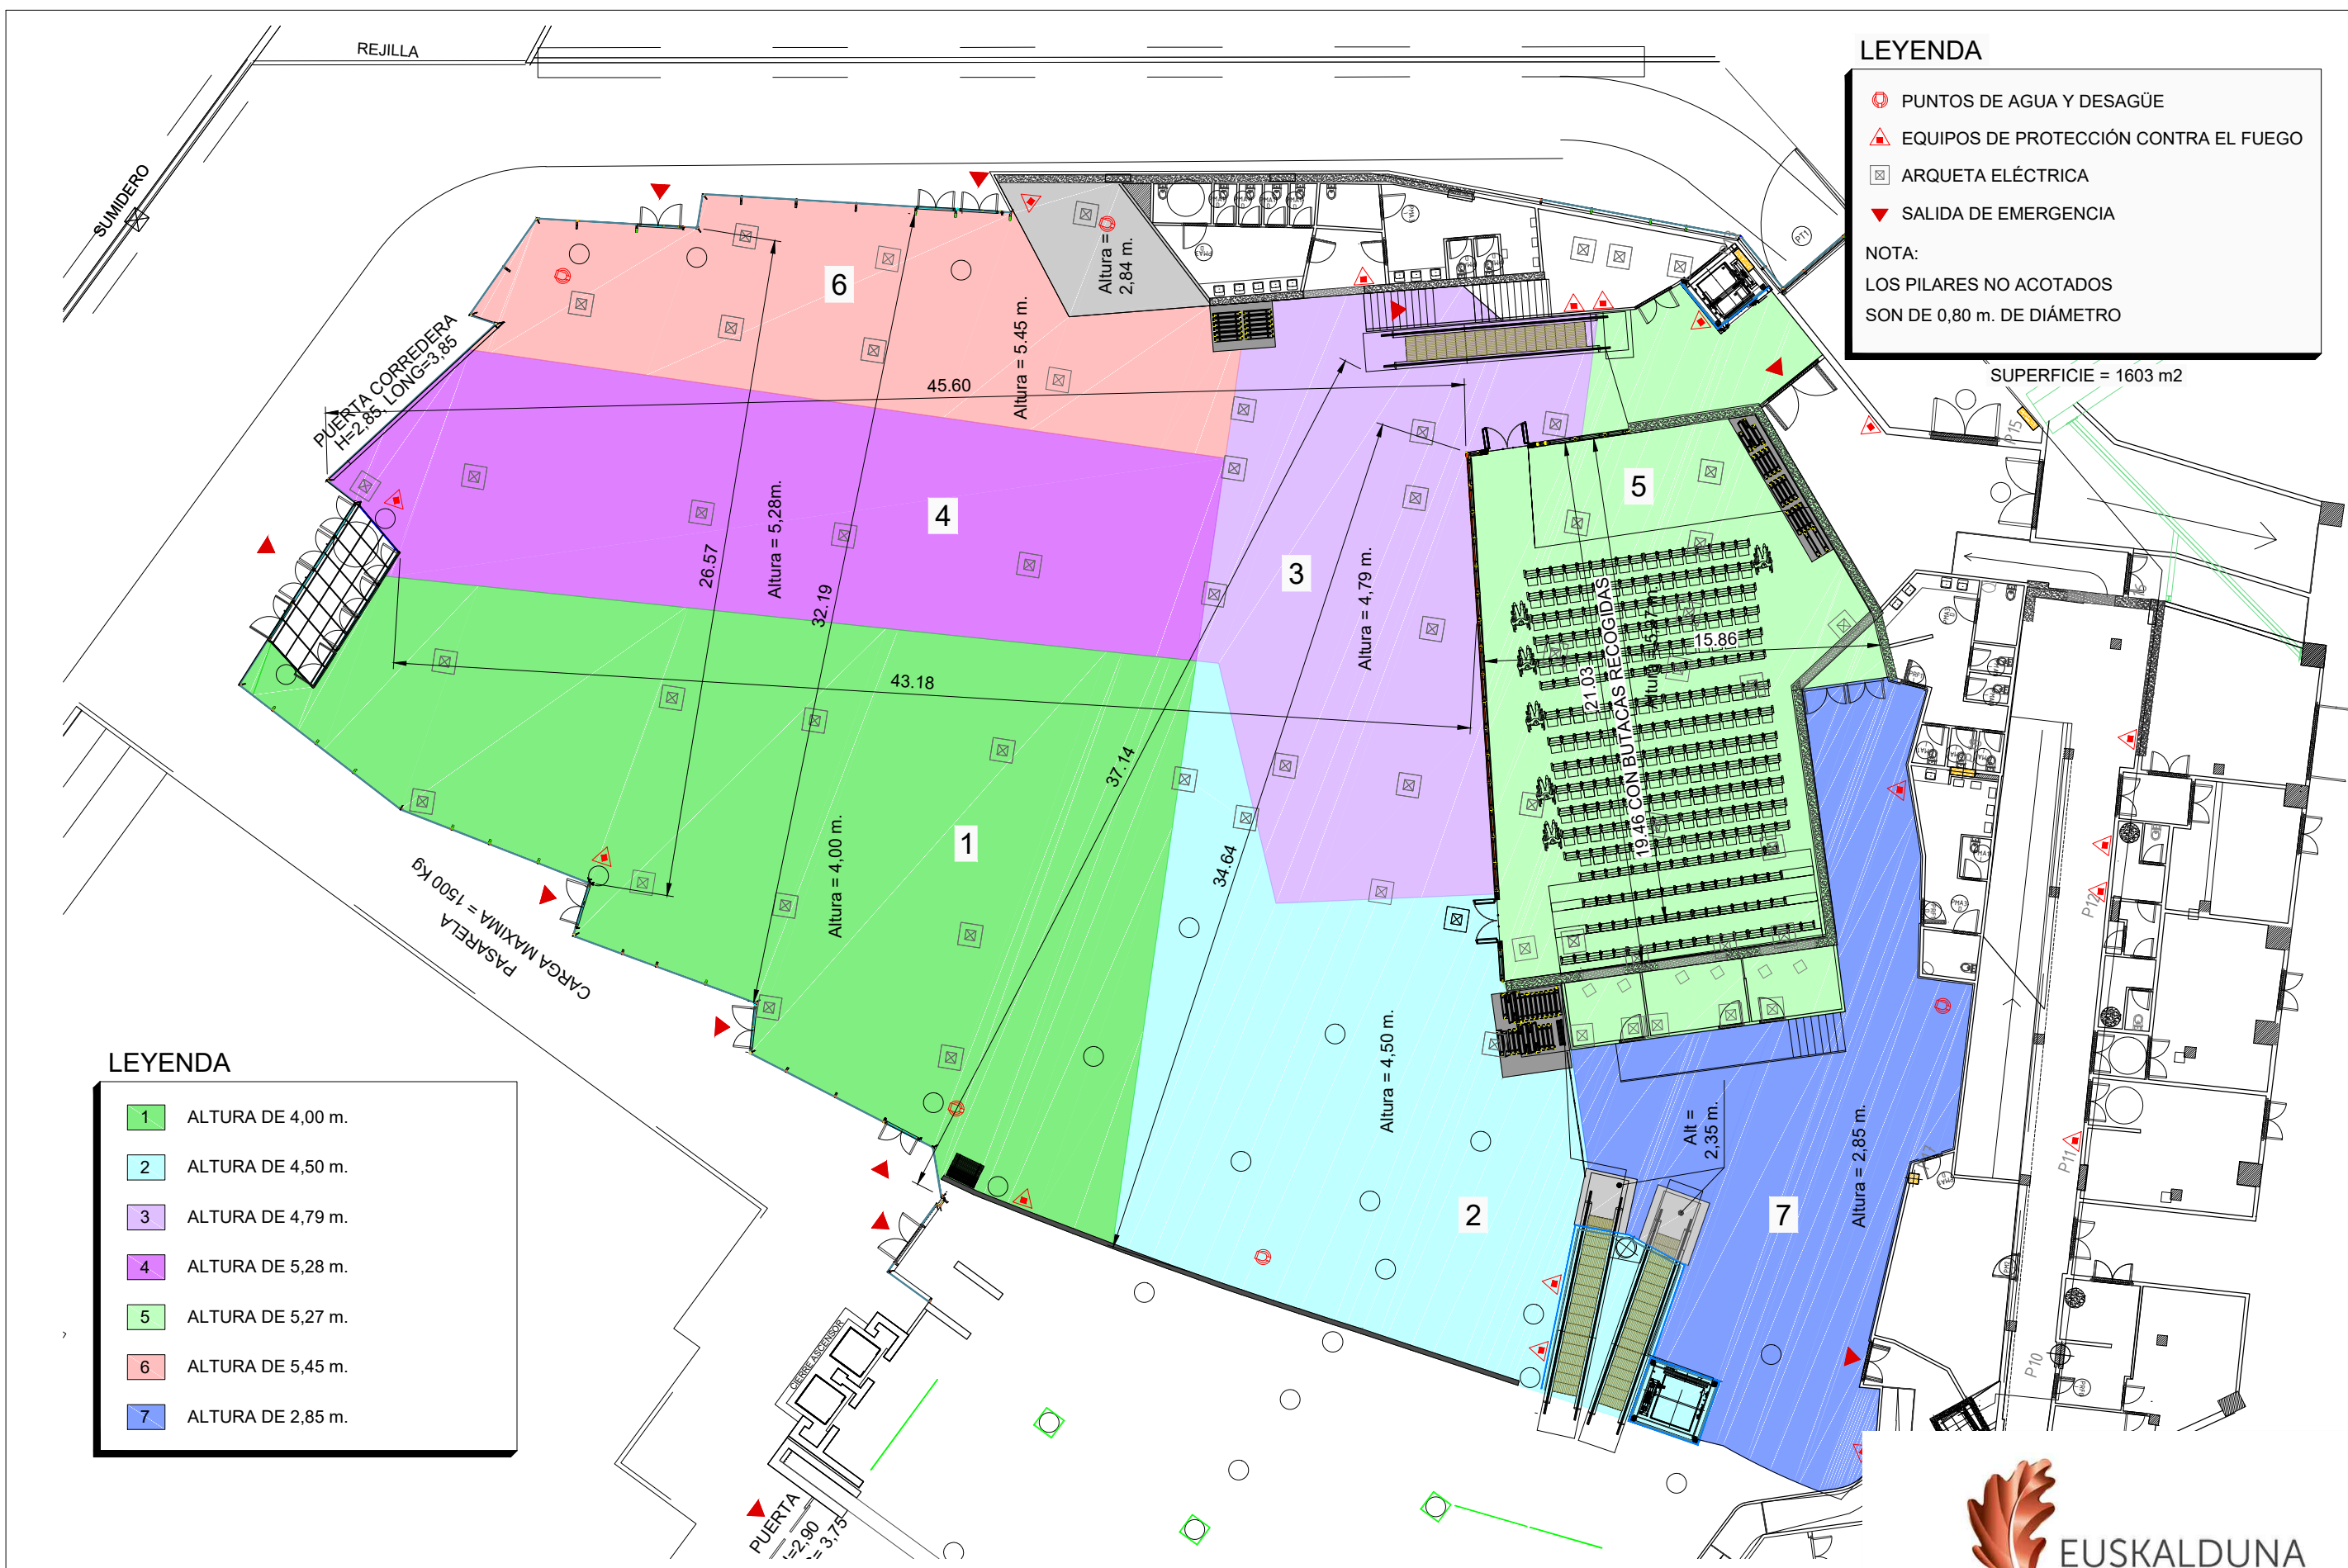 REJILLA
SUMIDERO
LEYENDA
PUNTOS DE AGUA Y DESAGÜE
EQUIPOS DE PROTECCIÓN CONTRA EL FUEGO
ARQUETA ELÉCTRICA
SALIDA DE EMERGENCIA
NOTA:
LOS PILARES NO ACOTADOS
SON DE 0,80 m. DE DIÁMETRO
SUPERFICIE = 1603 m2
PUERTA CORREDERA
H=2,85, LONG=3,85
6
Altura =
2,84 m.
Altura = 5.45 m.
45.60
PT1
P15
4
Altura = 5,28m.
26.57
32.19
3
Altura = 4,79 m.
5
21.03
19.46 CON BUTACAS RECOGIDAS
15.86
43.18
37.14
34.64
1
Altura = 4,00 m.
PASARELA
CARGA MAXIMA = 1500 Kg
Altura = 4,50 m.
2
Alt =
2,35 m.
7
Altura = 2,85 m.
P12
P11
P10
LEYENDA
1 ALTURA DE 4,00 m.
2 ALTURA DE 4,50 m.
3 ALTURA DE 4,79 m.
4 ALTURA DE 5,28 m.
5 ALTURA DE 5,27 m.
6 ALTURA DE 5,45 m.
7 ALTURA DE 2,85 m.
CIERRE ASCENSOR
PUERTA
=2,90
= 3,75
EUSKALDUNA